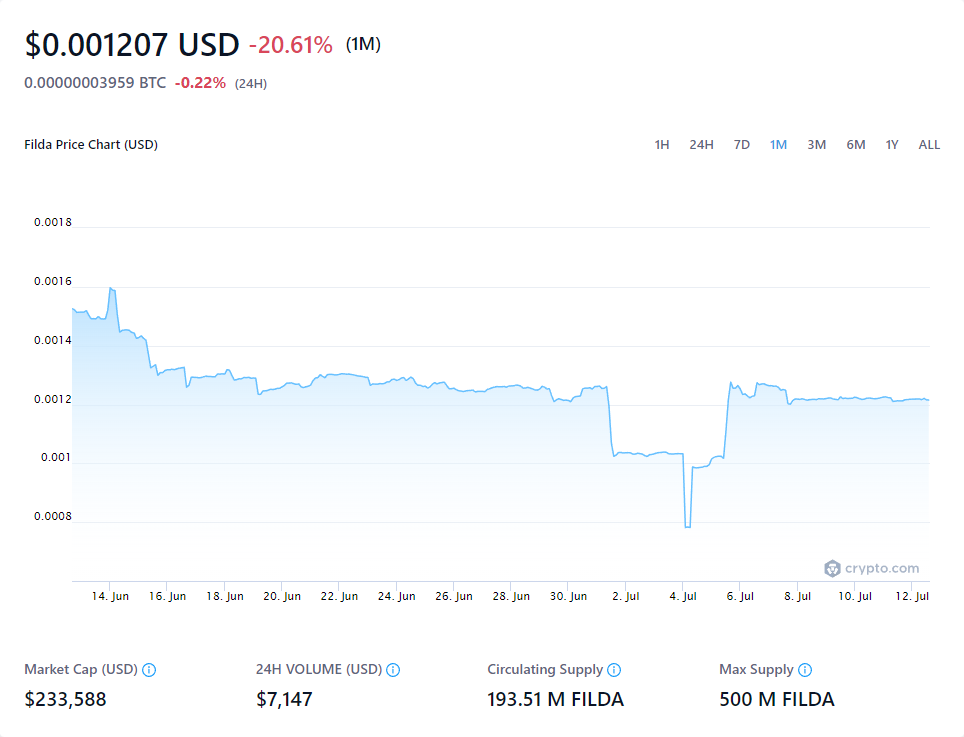 $0.001207 USD -20.61% (1M)
0.00000003959 BTC -0.22% (24H)
Filda Price Chart (USD)
1H 24H 7D 1M 3M 6M 1Y ALL
0.0018
0.0016
0.0014
0.0012
0.001
0.0008
crypto.com
14. Jun 16. Jun 18. Jun 20. Jun 22. Jun 24. Jun 26. Jun 28. Jun 30. Jun 2. Jul 4. Jul 6. Jul 8. Jul 10. Jul 12. Jul
Market Cap (USD) 24H VOLUME (USD) Circulating Supply Max Supply
$233,588 $7,147 193.51 M FILDA 500 M FILDA